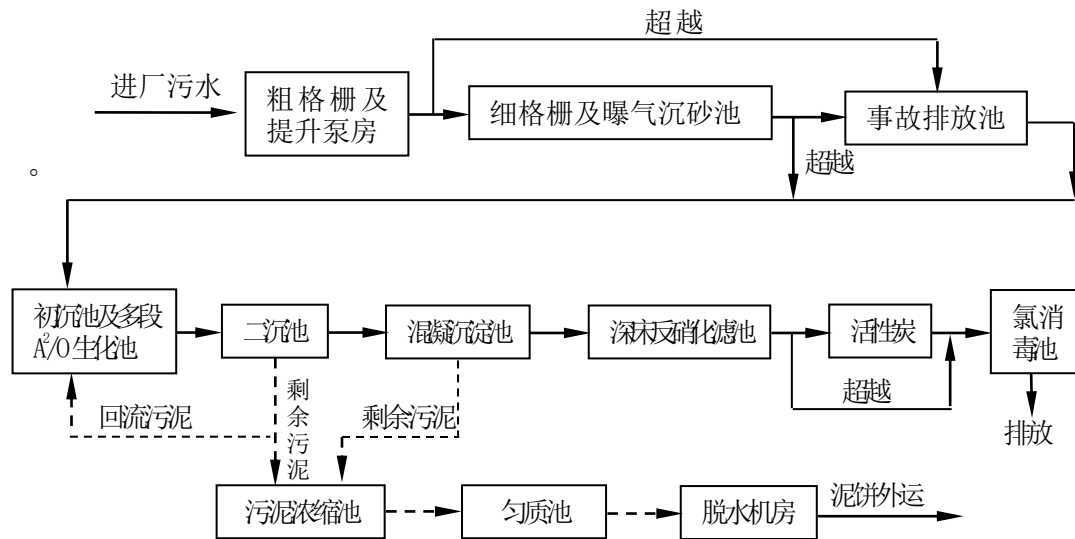 超越
进厂污水
粗格栅及
提升泵房
细格栅及曝气沉砂池
事故排放池
超越
。
初沉池及多段
A²/O生化池
二沉池
混凝沉淀池
深床反硝化滤池
活性炭
氯消
毒池
剩余污泥
回流污泥
剩余污泥
超越
排放
污泥浓缩池
匀质池
脱水机房
泥饼外运